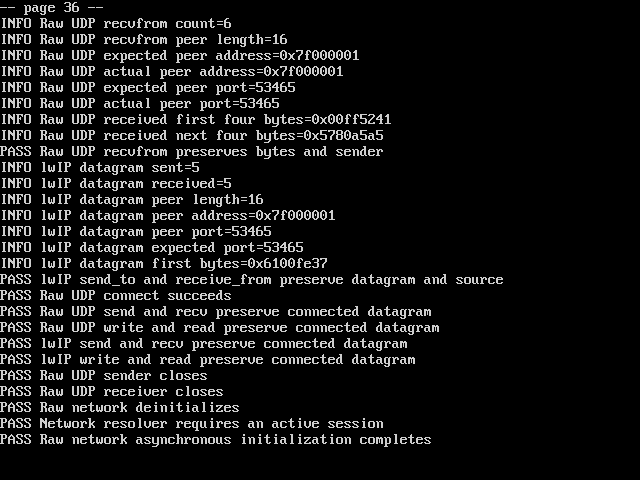 -- page 36 --
INFO Raw UDP recvfrom count=6
INFO Raw UDP recvfrom peer length=16
INFO Raw UDP expected peer address=0x7f000001
INFO Raw UDP actual peer address=0x7f000001
INFO Raw UDP expected peer port=53465
INFO Raw UDP actual peer port=53465
INFO Raw UDP received first four bytes=0x00ff5241
INFO Raw UDP received next four bytes=0x5780a5a5
PASS Raw UDP recvfrom preserves bytes and sender
INFO lwIP datagram sent=5
INFO lwIP datagram received=5
INFO lwIP datagram peer length=16
INFO lwIP datagram peer address=0x7f000001
INFO lwIP datagram peer port=53465
INFO lwIP datagram expected port=53465
INFO lwIP datagram first bytes=0x6100fe37
PASS lwIP send_to and receive_from preserve datagram and source
PASS Raw UDP connect succeeds
PASS Raw UDP send and recv preserve connected datagram
PASS Raw UDP write and read preserve connected datagram
PASS lwIP send and recv preserve connected datagram
PASS lwIP write and read preserve connected datagram
PASS Raw UDP sender closes
PASS Raw UDP receiver closes
PASS Raw network deinitializes
PASS Network resolver requires an active session
PASS Raw network asynchronous initialization completes